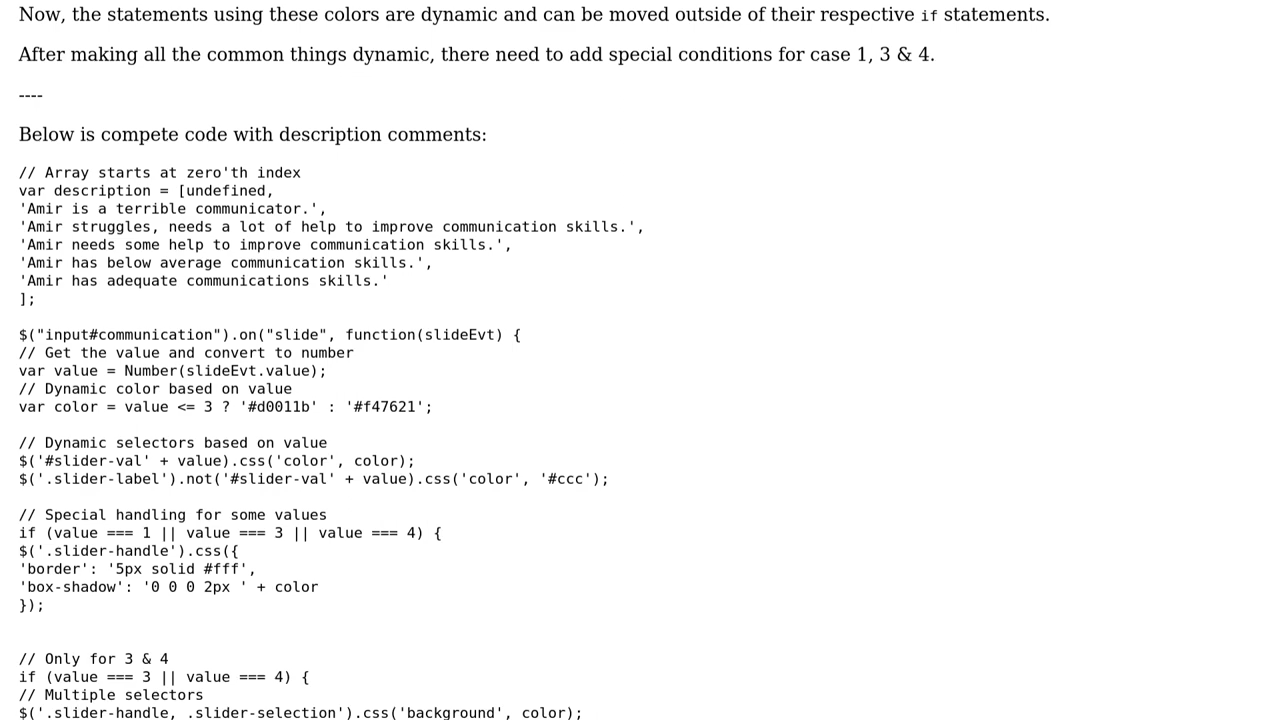 Now, the statements using these colors are dynamic and can be moved outside of their respective if statements.
After making all the common things dynamic, there need to add special conditions for case 1, 3 & 4.
----
Below is compete code with description comments:
// Array starts at zero'th index
var description = [undefined,
'Amir is a terrible communicator.',
'Amir struggles, needs a lot of help to improve communication skills.',
'Amir needs some help to improve communication skills.',
'Amir has below average communication skills.',
'Amir has adequate communications skills.'
];
$("input#communication").on("slide", function(slideEvt) {
// Get the value and convert to number
var value = Number(slideEvt.value);
// Dynamic color based on value
var color = value <= 3 ? '#d0011b' : '#f47621';
// Dynamic selectors based on value
$('#slider-val' + value).css('color', color);
$('.slider-label').not('#slider-val' + value).css('color', '#ccc');
// Special handling for some values
if (value === 1 || value === 3 || value === 4) {
$('.slider-handle').css({
'border': '5px solid #fff',
'box-shadow': '0 0 0 2px ' + color
});
// Only for 3 & 4
if (value === 3 || value === 4) {
// Multiple selectors
$('.slider-handle, .slider-selection').css('background', color);